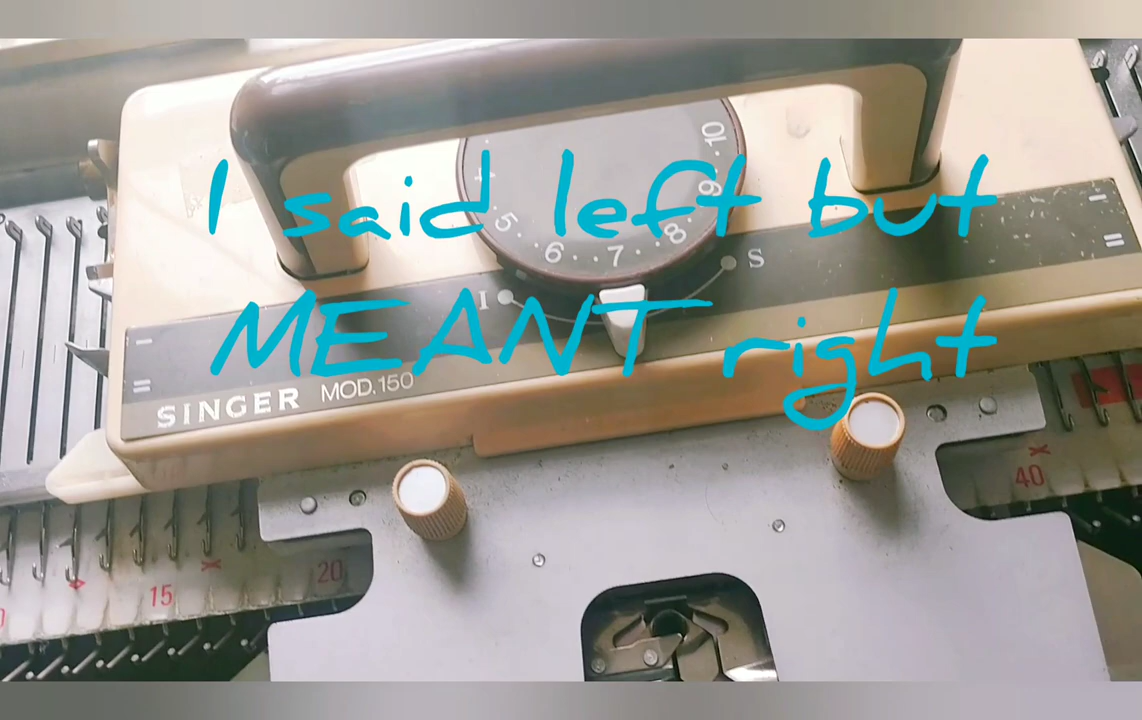 10
9
I said left but
5 6 7 8
I S
MEANT right
SINGER MOD.150
40
15 20